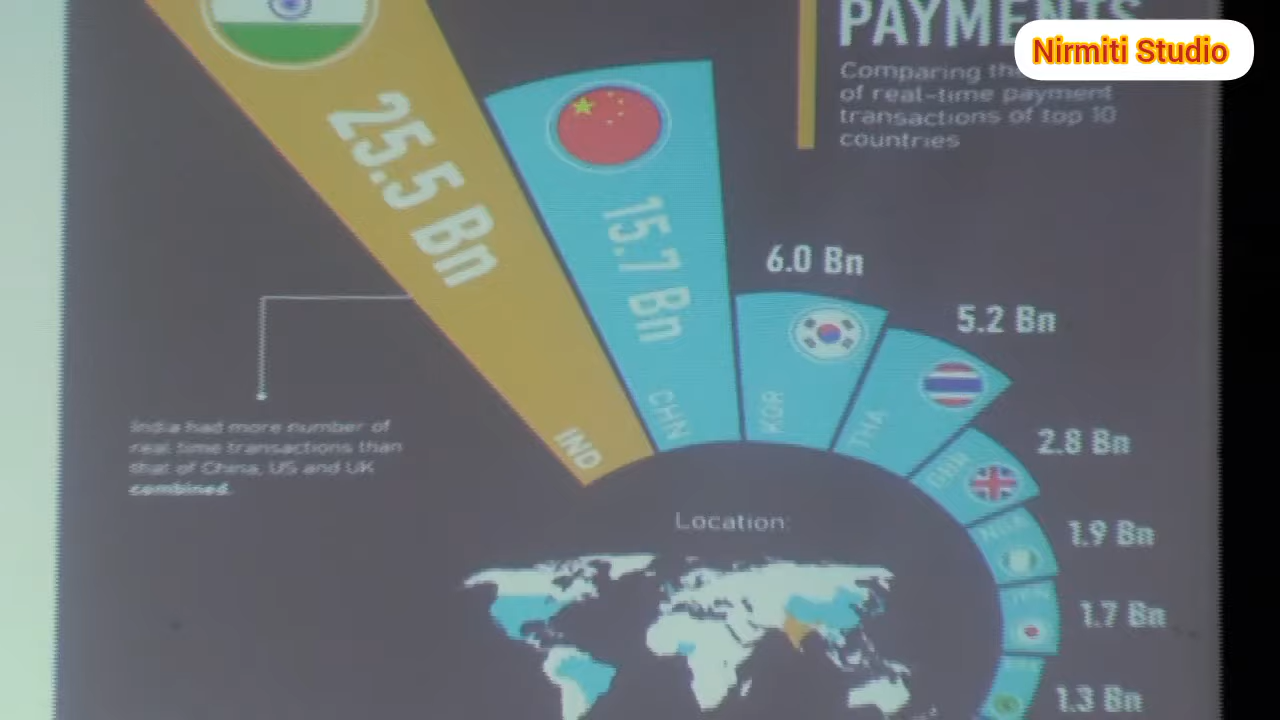 PAYMENTS
Nirmiti Studio
Comparing the
of real-time payment
transactions of top 10
countries
25.5 Bn
IND
15.7 Bn
CHN
6.0 Bn
KOR
5.2 Bn
THA
2.8 Bn
GBR
1.9 Bn
NGA
1.7 Bn
1.3 Bn
India had more number of
real time transactions than
that of China, US and UK
combined.
Location: